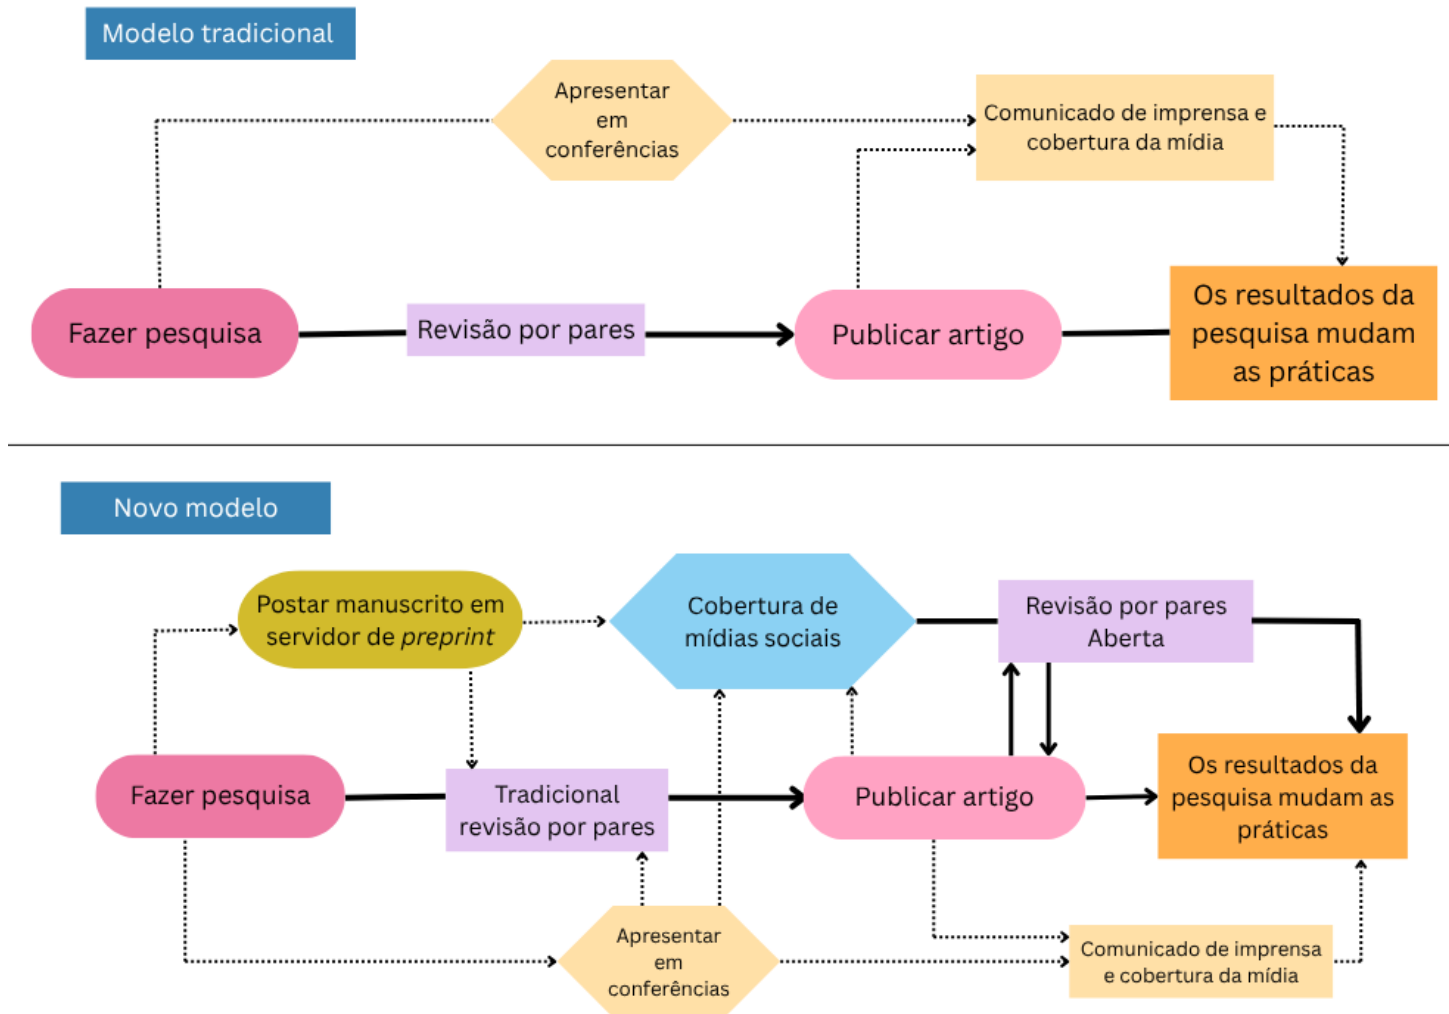 Modelo tradicional
Apresentar
em
conferências
Comunicado de imprensa e
cobertura da mídia
Fazer pesquisa
Revisão por pares
Publicar artigo
Os resultados da
pesquisa mudam
as práticas
Novo modelo
Postar manuscrito em
servidor de preprint
Cobertura de
mídias sociais
Revisão por pares
Aberta
Fazer pesquisa
Tradicional
revisão por pares
Publicar artigo
Os resultados da
pesquisa mudam as
práticas
Apresentar
em
conferências
Comunicado de imprensa
e cobertura da mídia